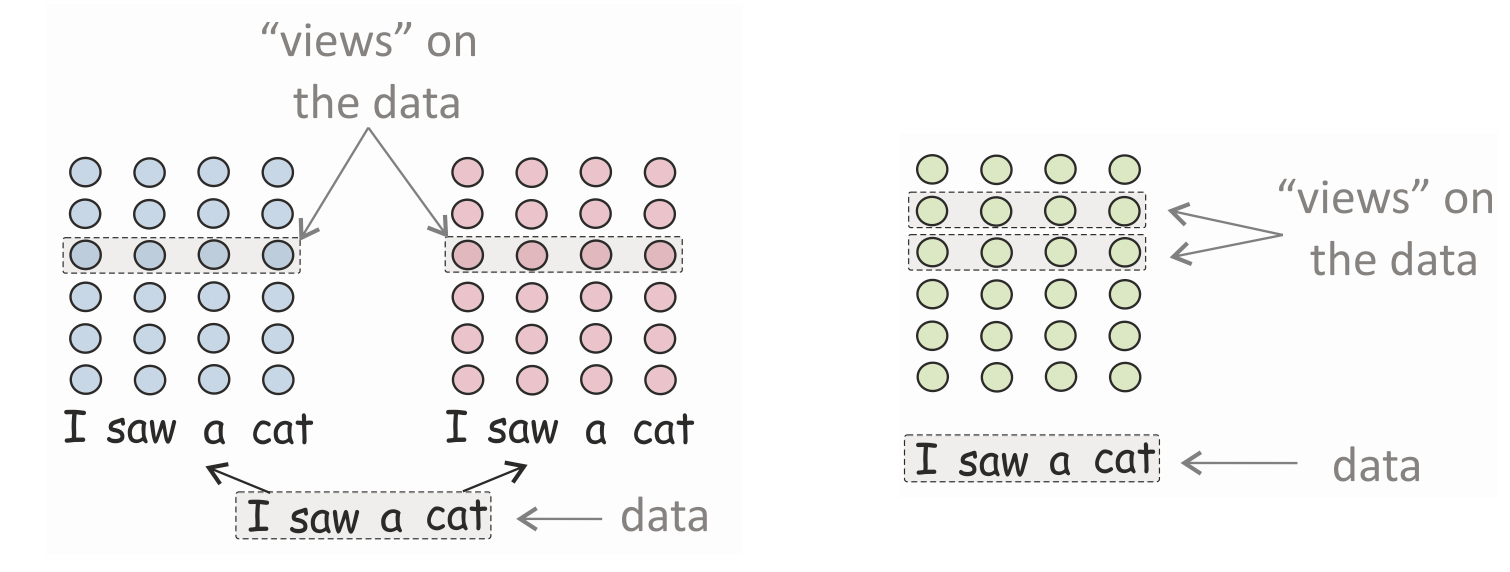 “views” on
the data
I saw a cat
I saw a cat
I saw a cat
data
“views” on
the data
I saw a cat
data